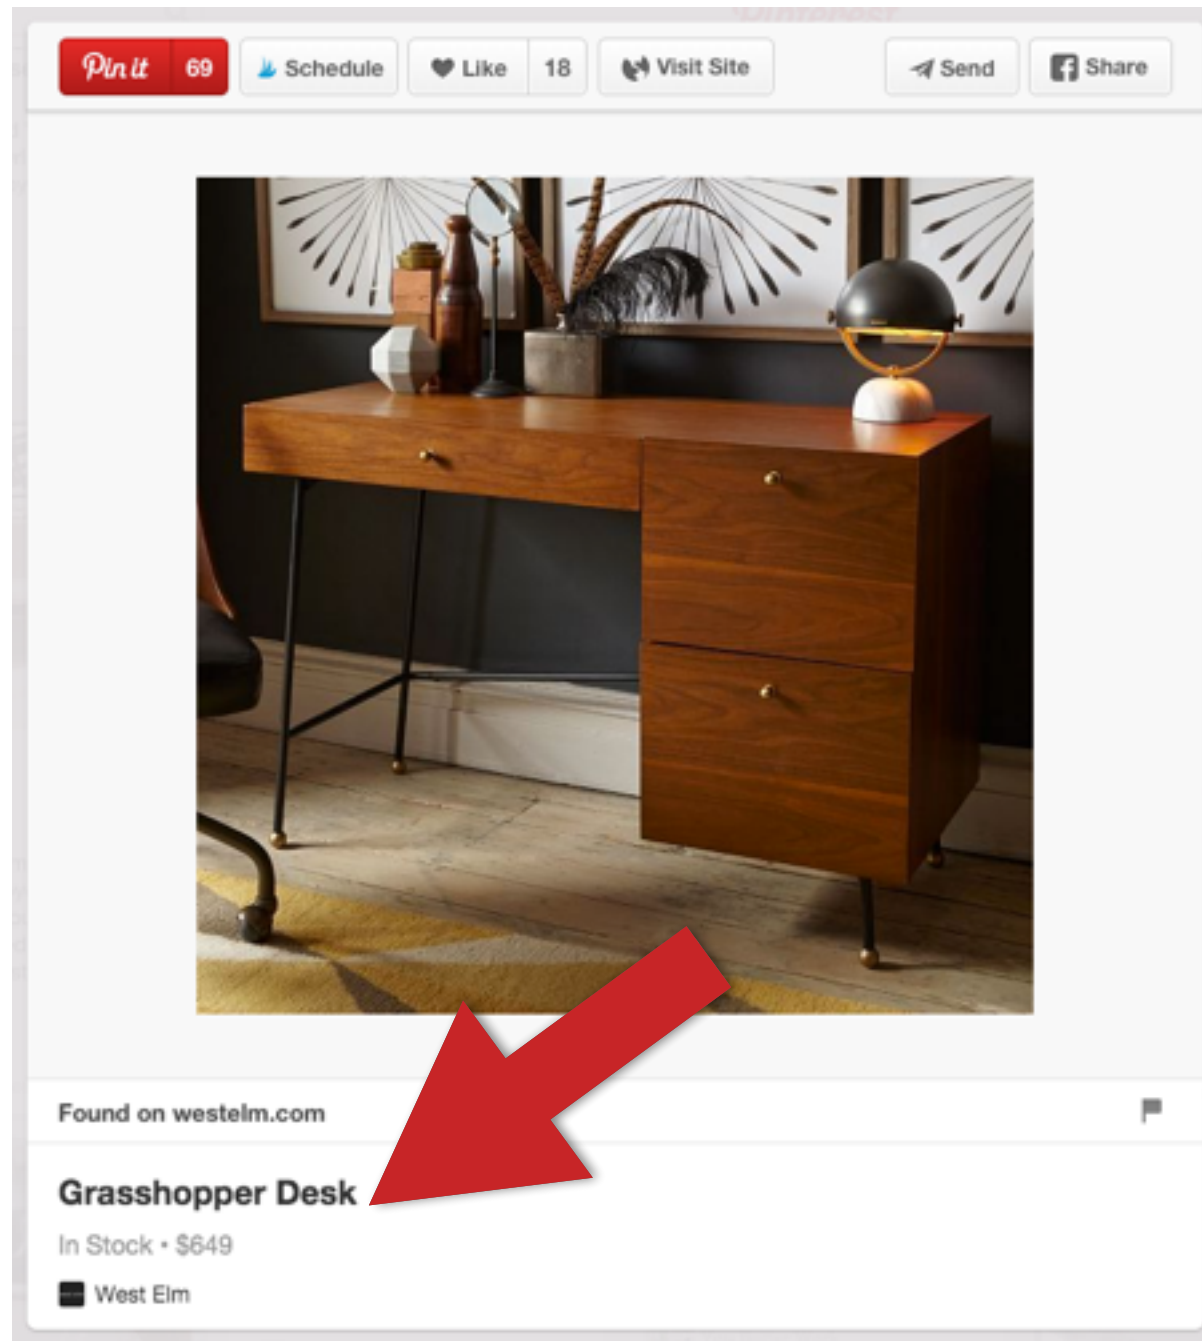 Pinterest
Pin it 69 Schedule Like 18 Visit Site Send Share
Found on westelm.com
Grasshopper Desk
In Stock • $649
West Elm